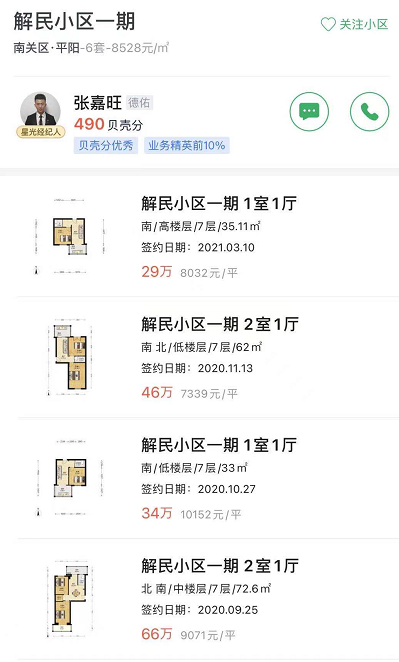 解民小区一期
关注小区
南关区·平阳-6套-8528元/㎡
张嘉旺 德佑
490 贝壳分
星光经纪人
贝壳分优秀 业务精英前10%
解民小区一期 1室1厅
南/高楼层/7层/35.11㎡
签约日期：2021.03.10
29万 8032元/平
解民小区一期 2室1厅
南 北/低楼层/7层/62㎡
签约日期：2020.11.13
46万 7339元/平
解民小区一期 1室1厅
南/低楼层/7层/33㎡
签约日期：2020.10.27
34万 10152元/平
解民小区一期 2室1厅
北 南/中楼层/7层/72.6㎡
签约日期：2020.09.25
66万 9071元/平